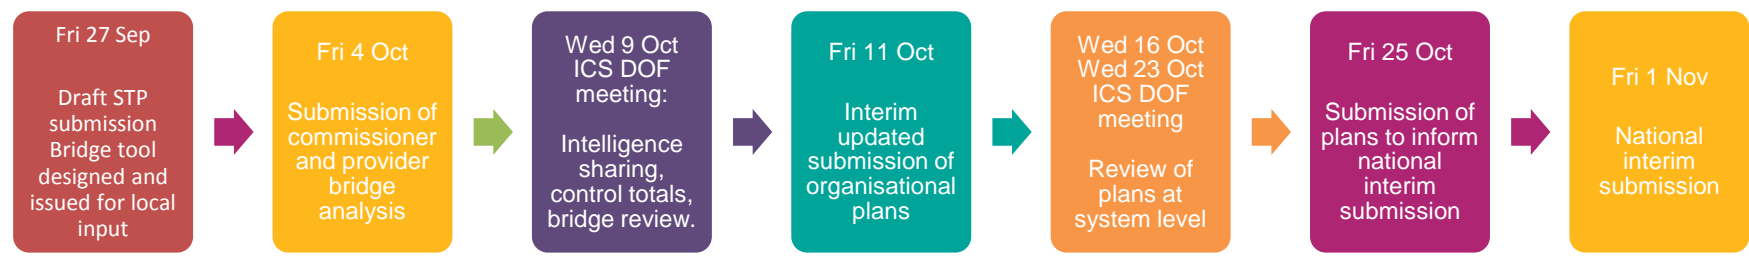 Fri 27 Sep
Draft STP
submission
Bridge tool
designed and
issued for local
input
Fri 4 Oct
Submission of
commissioner
and provider
bridge
analysis
Wed 9 Oct
ICS DOF
meeting:
Intelligence
sharing,
control totals,
bridge review.
Fri 11 Oct
Interim
updated
submission of
organisational
plans
Wed 16 Oct
Wed 23 Oct
ICS DOF
meeting
Review of
plans at
system level
Fri 25 Oct
Submission of
plans to inform
national
interim
submission
Fri 1 Nov
National
interim
submission